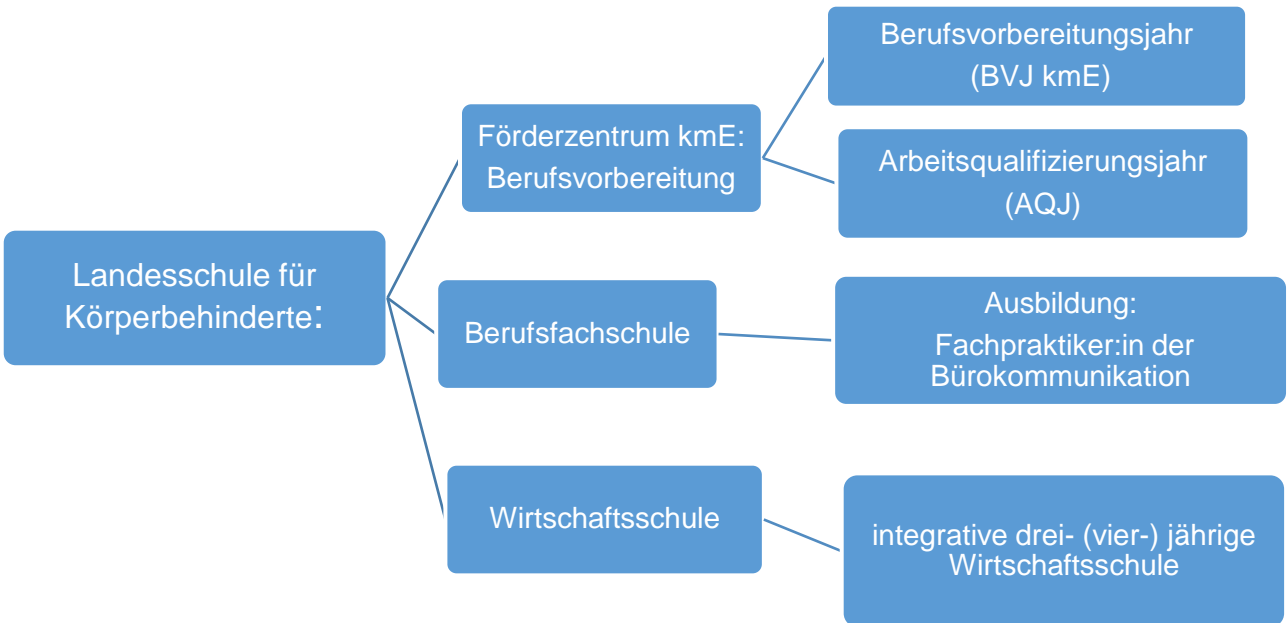 Landesschule für
Körperbehinderte:
Förderzentrum kmE:
Berufsvorbereitung
Berufsvorbereitungsjahr
(BVJ kmE)
Arbeitsqualifizierungsjahr
(AQJ)
Berufsfachschule
Ausbildung:
Fachpraktiker:in der
Bürokommunikation
Wirtschaftsschule
integrative drei- (vier-) jährige
Wirtschaftsschule